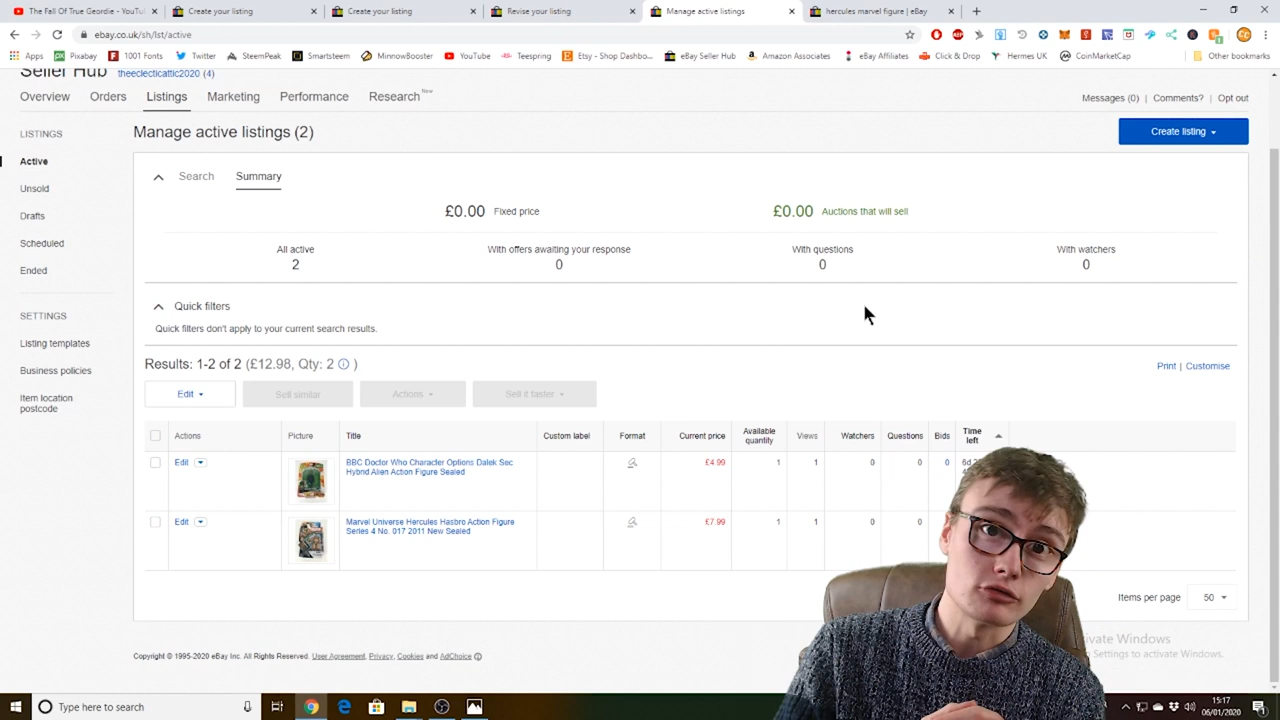 The Fall Of True Geordie - YouTu
Create your listing
Create your listing
Revise your listing
Manage active listings
hercules marvel figure | eBay
ebay.co.uk/sh/lst/active
Apps
Pixabay
1001 Fonts
Twitter
SteemPeak
Smartsteem
MinnowBooster
YouTube
Teespring
Etsy - Shop Dashbo...
eBay Seller Hub
Amazon Associates
eBay Affiliates
Click & Drop
Hermes UK
CoinMarketCap
Other bookmarks
Seller Hub
theeclecticattic2020 (4)
Overview
Orders
Listings
Marketing
Performance
Research New
Messages (0) | Comments? | Opt out
LISTINGS
Active
Unsold
Drafts
Scheduled
Ended
SETTINGS
Listing templates
Business policies
Item location
postcode
Manage active listings (2)
Create listing
Search
Summary
£0.00 Fixed price
£0.00 Auctions that will sell
All active
2
With offers awaiting your response
0
With questions
0
With watchers
0
Quick filters
Quick filters don't apply to your current search results.
Results: 1-2 of 2 (£12.98, Qty: 2 )
Print | Customise
Edit
Sell similar
Actions
Sell it faster
Actions
Picture
Title
Custom label
Format
Current price
Available
quantity
Views
Watchers
Questions
Bids
Time
left
Edit
BBC Doctor Who Character Options Dalek Sec
Hybrid Alien Action Figure Sealed
£4.99
1
1
0
0
0
Edit
Marvel Universe Hercules Hasbro Action Figure
Series 4 No. 017 2011 New Sealed
£7.99
1
1
0
0
Items per page
50
Copyright © 1995-2020 eBay Inc. All Rights Reserved. User Agreement, Privacy, Cookies and AdChoice
Windows
Settings to activate Windows.
Type here to search
15:17
06/01/2020